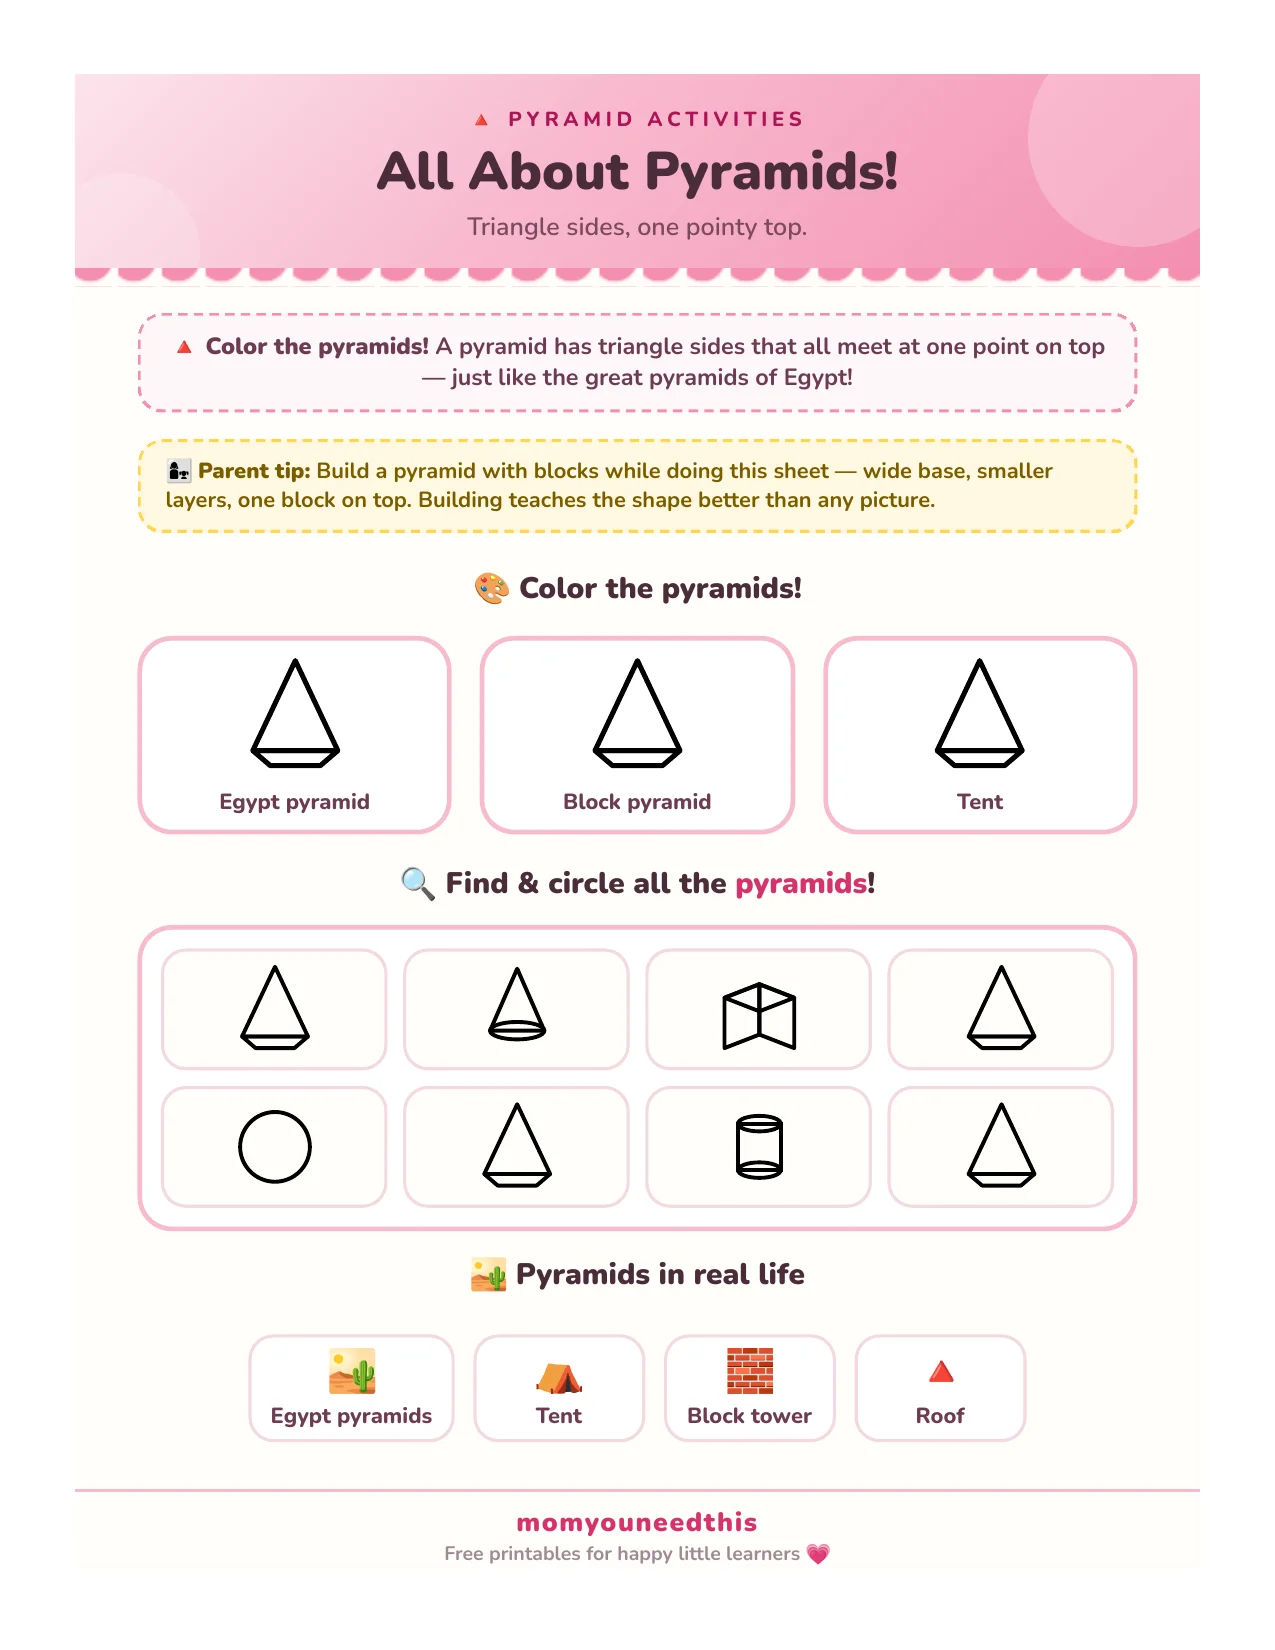 PYRAMID ACTIVITIES
All About Pyramids!
Triangle sides, one pointy top.
Color the pyramids! A pyramid has triangle sides that all meet at one point on top
— just like the great pyramids of Egypt!
Parent tip: Build a pyramid with blocks while doing this sheet — wide base, smaller
layers, one block on top. Building teaches the shape better than any picture.
Color the pyramids!
Egypt pyramid
Block pyramid
Tent
Find & circle all the pyramids!
Pyramids in real life
Egypt pyramids
Tent
Block tower
Roof
momyouneedthis
Free printables for happy little learners